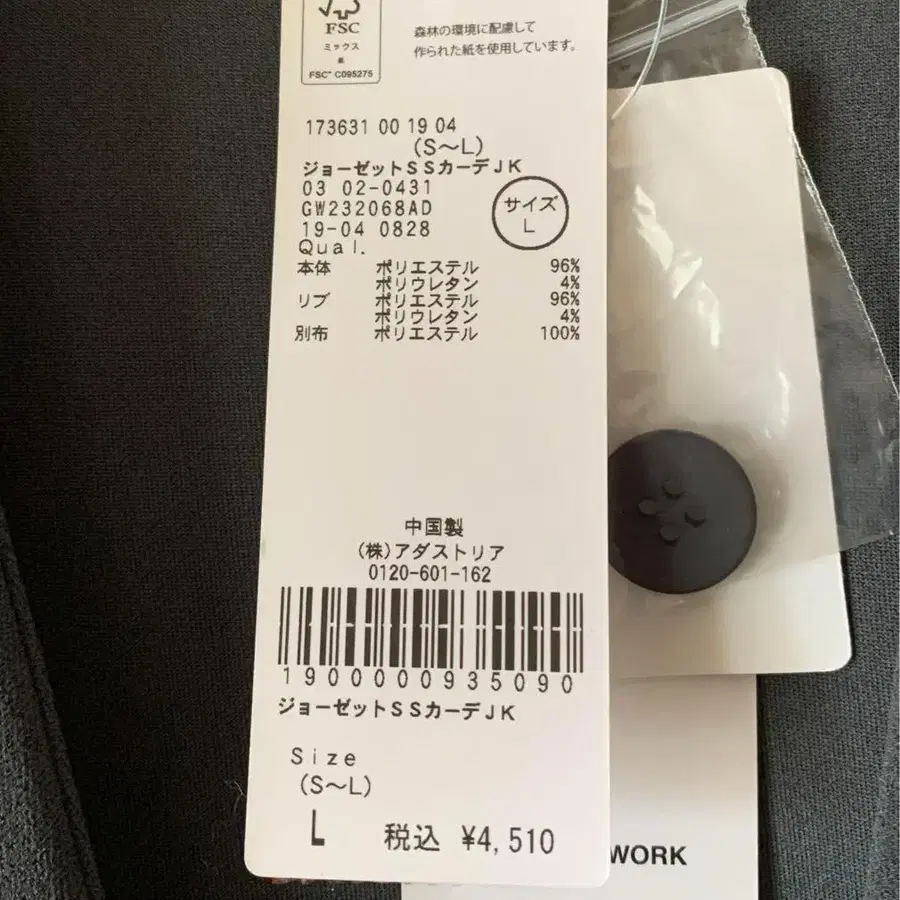 FSC
ミックス
紙
FSC® C095275
森林の環境に配慮して
作られた紙を使用しています。
173631 00 19 04
(S〜L)
ジョーゼットSSカーデJK
03 02-0431
GW232068AD
19-04 0828
サイズ
L
Qual.
本体 ポリエステル 96%
ポリウレタン 4%
リブ ポリエステル 96%
ポリウレタン 4%
別布 ポリエステル 100%
中国製
(株)アダストリア
0120-601-162
1900000935090
ジョーゼットSSカーデJK
Size
(S〜L)
L 税込 ¥4,510
WORK